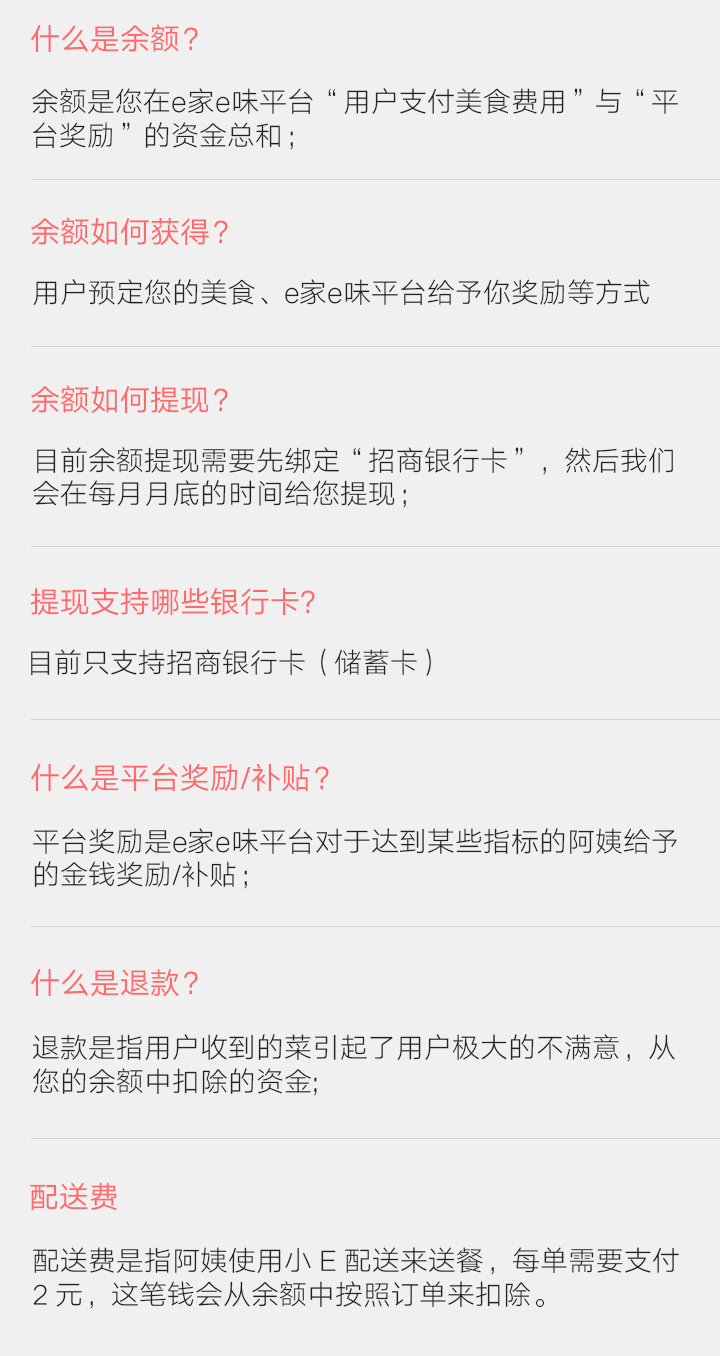 什么是余额？
余额是您在e家e味平台“用户支付美食费用”与“平
台奖励”的资金总和；
余额如何获得？
用户预定您的美食、e家e味平台给予你奖励等方式
余额如何提现？
目前余额提现需要先绑定“招商银行卡”，然后我们
会在每月月底的时间给您提现；
提现支持哪些银行卡?
目前只支持招商银行卡（储蓄卡）
什么是平台奖励/补贴？
平台奖励是e家e味平台对于达到某些指标的阿姨给予
的金钱奖励/补贴；
什么是退款？
退款是指用户收到的菜引起了用户极大的不满意，从
您的余额中扣除的资金;
配送费
配送费是指阿姨使用小 E 配送来送餐，每单需要支付
2 元，这笔钱会从余额中按照订单来扣除。